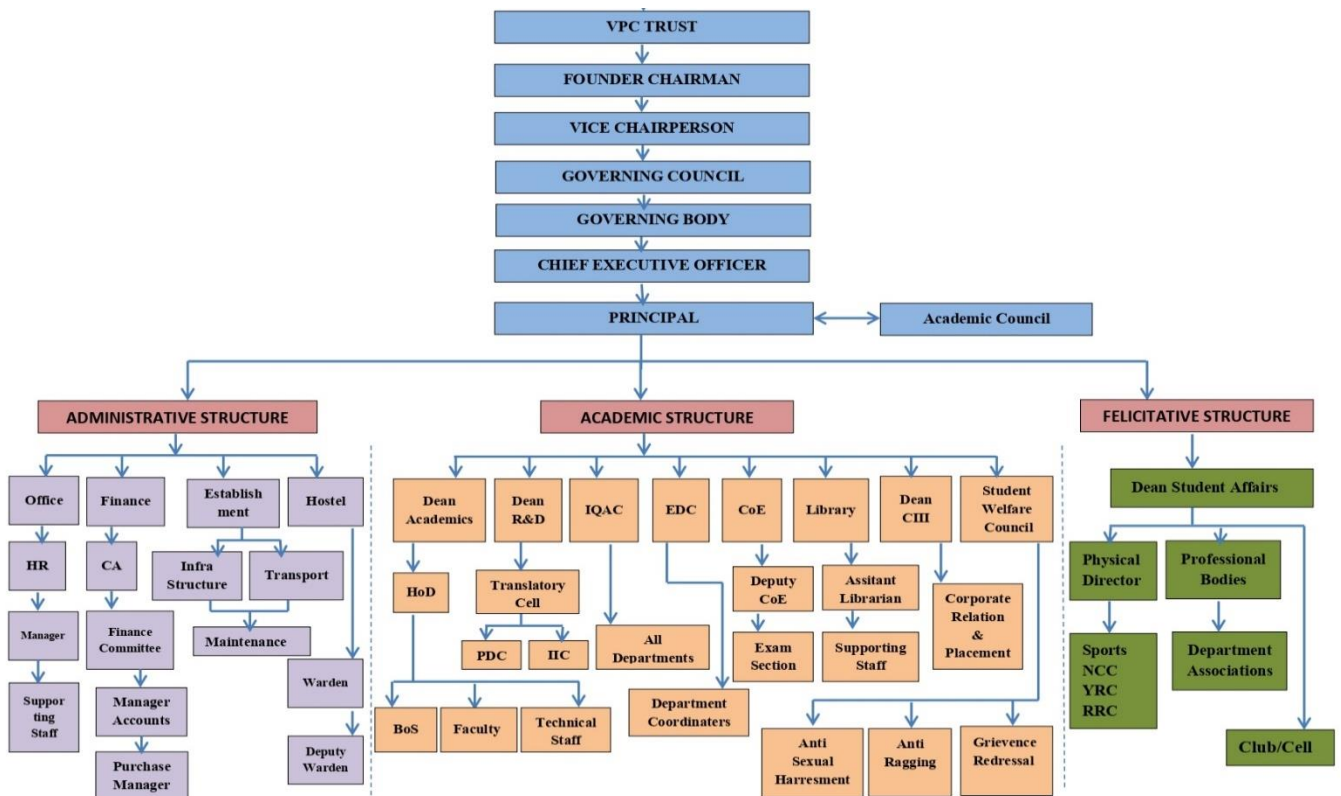 VPC TRUST
FOUNDER CHAIRMAN
VICE CHAIRPERSON
GOVERNING COUNCIL
GOVERNING BODY
CHIEF EXECUTIVE OFFICER
PRINCIPAL
Academic Council
ADMINISTRATIVE STRUCTURE
ACADEMIC STRUCTURE
FELICITATIVE STRUCTURE
Office
Finance
Establish
ment
Hostel
HR
CA
Infra
Structure
Transport
Manager
Finance
Committee
Maintenance
Suppor
ting
Staff
Manager
Accounts
Purchase
Manager
Warden
Deputy
Warden
Dean
Academics
Dean
R&D
IQAC
EDC
CoE
Library
Dean
CIII
Student
Welfare
Council
HoD
Translatory
Cell
Deputy
CoE
Assitant
Librarian
Corporate
Relation
&
Placement
PDC
IIC
All
Departments
Exam
Section
Supporting
Staff
BoS
Faculty
Technical
Staff
Department
Coordinaters
Anti
Sexual
Harresment
Anti
Ragging
Grievence
Redressal
Dean Student Affairs
Physical
Director
Professional
Bodies
Sports
NCC
YRC
RRC
Department
Associations
Club/Cell